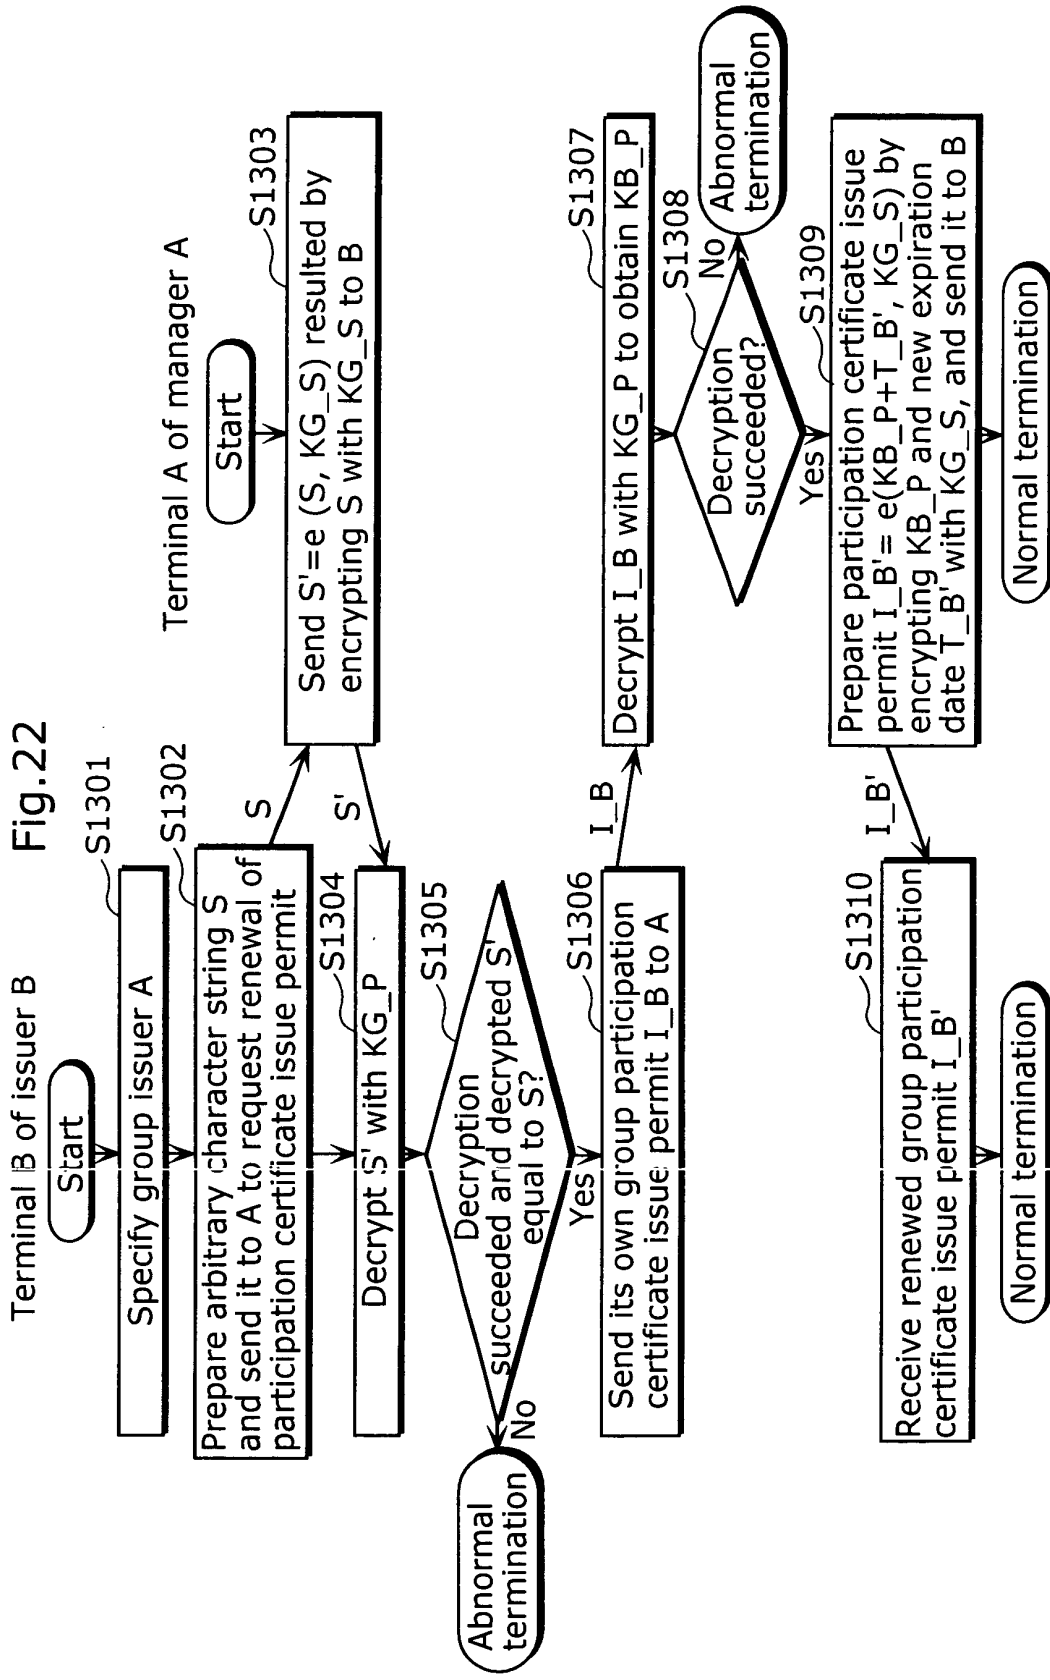 Fig.22
Terminal B of issuer B
Terminal A of manager A
Start
S1301
Specify group issuer A
S1302
Prepare arbitrary character string S
and send it to A to request renewal of
participation certificate issue permit
S
Start
S1303
Send S'=e (S, KG_S) resulted by
encrypting S with KG_S to B
S'
S1304
Decrypt S' with KG_P
S1305
Decryption
succeeded and decrypted S'
equal to S?
No
Abnormal
termination
Yes
S1306
Send its own group participation
certificate issue permit I_B to A
I_B
S1307
Decrypt I_B with KG_P to obtain KB_P
S1308
Decryption
succeeded?
No
Abnormal
termination
Yes
S1309
Prepare participation certificate issue
permit I_B'= e(KB_P+T_B', KG_S) by
encrypting KB_P and new expiration
date T_B' with KG_S, and send it to B
I_B'
Normal termination
S1310
Receive renewed group participation
certificate issue permit I_B'
Normal termination